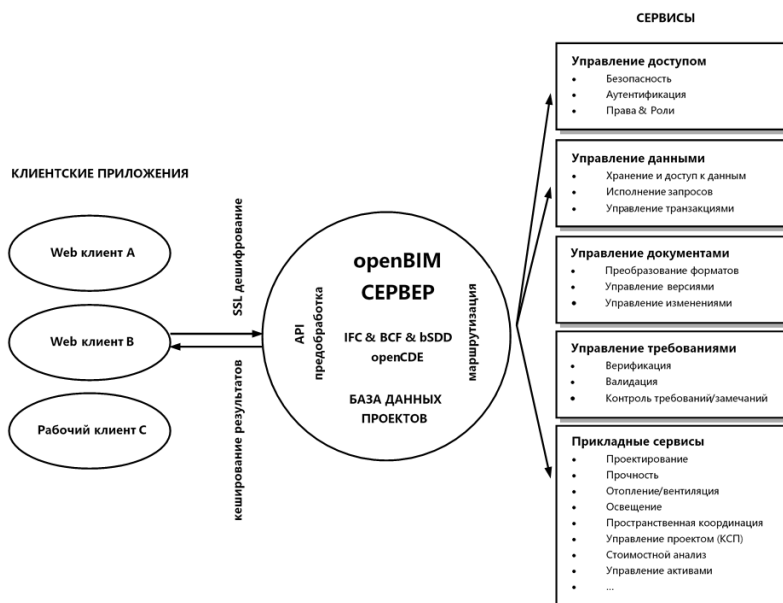 СЕРВИСЫ
КЛИЕНТСКИЕ ПРИЛОЖЕНИЯ
Web клиент A
Web клиент B
Рабочий клиент C
SSL дешифрование
кеширование результатов
openBIM
СЕРВЕР
API
предобработка
IFC & BCF & bSDD
openCDE
БАЗА ДАННЫХ
ПРОЕКТОВ
маршрутизация
Управление доступом
• Безопасность
• Аутентификация
• Права & Роли
Управление данными
• Хранение и доступ к данным
• Исполнение запросов
• Управление транзакциями
Управление документами
• Преобразование форматов
• Управление версиями
• Управление изменениями
Управление требованиями
• Верификация
• Валидация
• Контроль требований/замечаний
Прикладные сервисы
• Проектирование
• Прочность
• Отопление/вентиляция
• Освещение
• Пространственная координация
• Управление проектом (КСП)
• Стоимостной анализ
• Управление активами
• ...